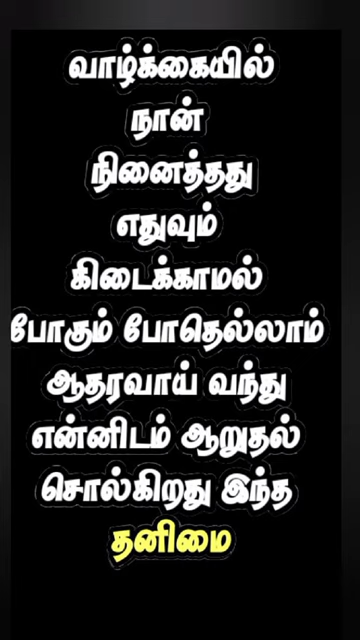 வாழ்க்கையில்
நான்
நினைத்தது
எதுவும்
கிடைக்காமல்
போகும் போதெல்லாம்
ஆதரவாய் வந்து
என்னிடம் ஆறுதல்
சொல்கிறது இந்த
தனிமை